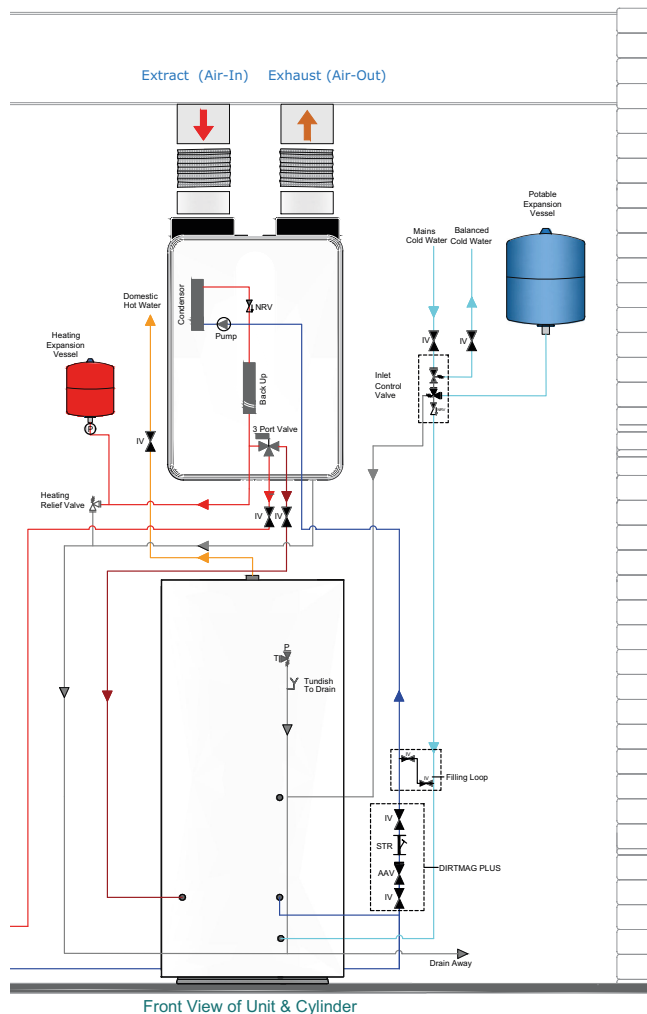 Extract (Air-In) Exhaust (Air-Out)
Potable
Expansion
Vessel
Mains
Cold Water
Balanced
Cold Water
Domestic
Hot Water
Condensor
NRV
Pump
Heating
Expansion
Vessel
P
Back Up
IV
IV
Inlet
Control
Valve
NRV
3 Port Valve
IV
Heating
Relief Valve
IV
IV
P
T
Tundish
To Drain
IV
IV
Filling Loop
IV
STR
AAV
IV
DIRTMAG PLUS
Drain Away
Front View of Unit & Cylinder